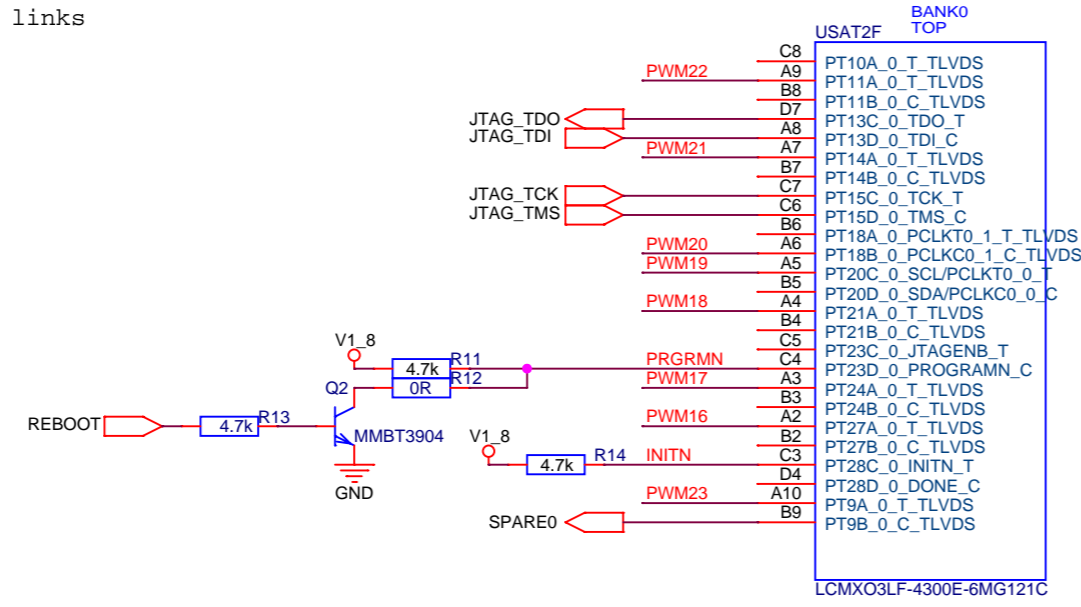 links
BANK0
TOP
USAT2F
C8 PT10A_0_T_TLVDS
PWM22 A9 PT11A_0_T_TLVDS
B8 PT11B_0_C_TLVDS
JTAG_TDO D7 PT13C_0_TDO_T
JTAG_TDI A8 PT13D_0_TDI_C
PWM21 A7 PT14A_0_T_TLVDS
B7 PT14B_0_C_TLVDS
JTAG_TCK C7 PT15C_0_TCK_T
JTAG_TMS C6 PT15D_0_TMS_C
B6 PT18A_0_PCLKT0_1_T_TLVDS
PWM20 A6 PT18B_0_PCLKC0_1_C_TLVDS
PWM19 A5 PT20C_0_SCL/PCLKT0_0_T
B5 PT20D_0_SDA/PCLKC0_0_C
PWM18 A4 PT21A_0_T_TLVDS
B4 PT21B_0_C_TLVDS
V1_8 C5 PT23C_0_JTAGENB_T
4.7k R11 PRGRMN C4 PT23D_0_PROGRAMN_C
Q2 0R R12 PWM17 A3 PT24A_0_T_TLVDS
B3 PT24B_0_C_TLVDS
REBOOT 4.7k R13 PWM16 A2 PT27A_0_T_TLVDS
MMBT3904 V1_8 B2 PT27B_0_C_TLVDS
4.7k R14 INITN C3 PT28C_0_INITN_T
D4 PT28D_0_DONE_C
GND PWM23 A10 PT9A_0_T_TLVDS
SPARE0 B9 PT9B_0_C_TLVDS
LCMXO3LF-4300E-6MG121C